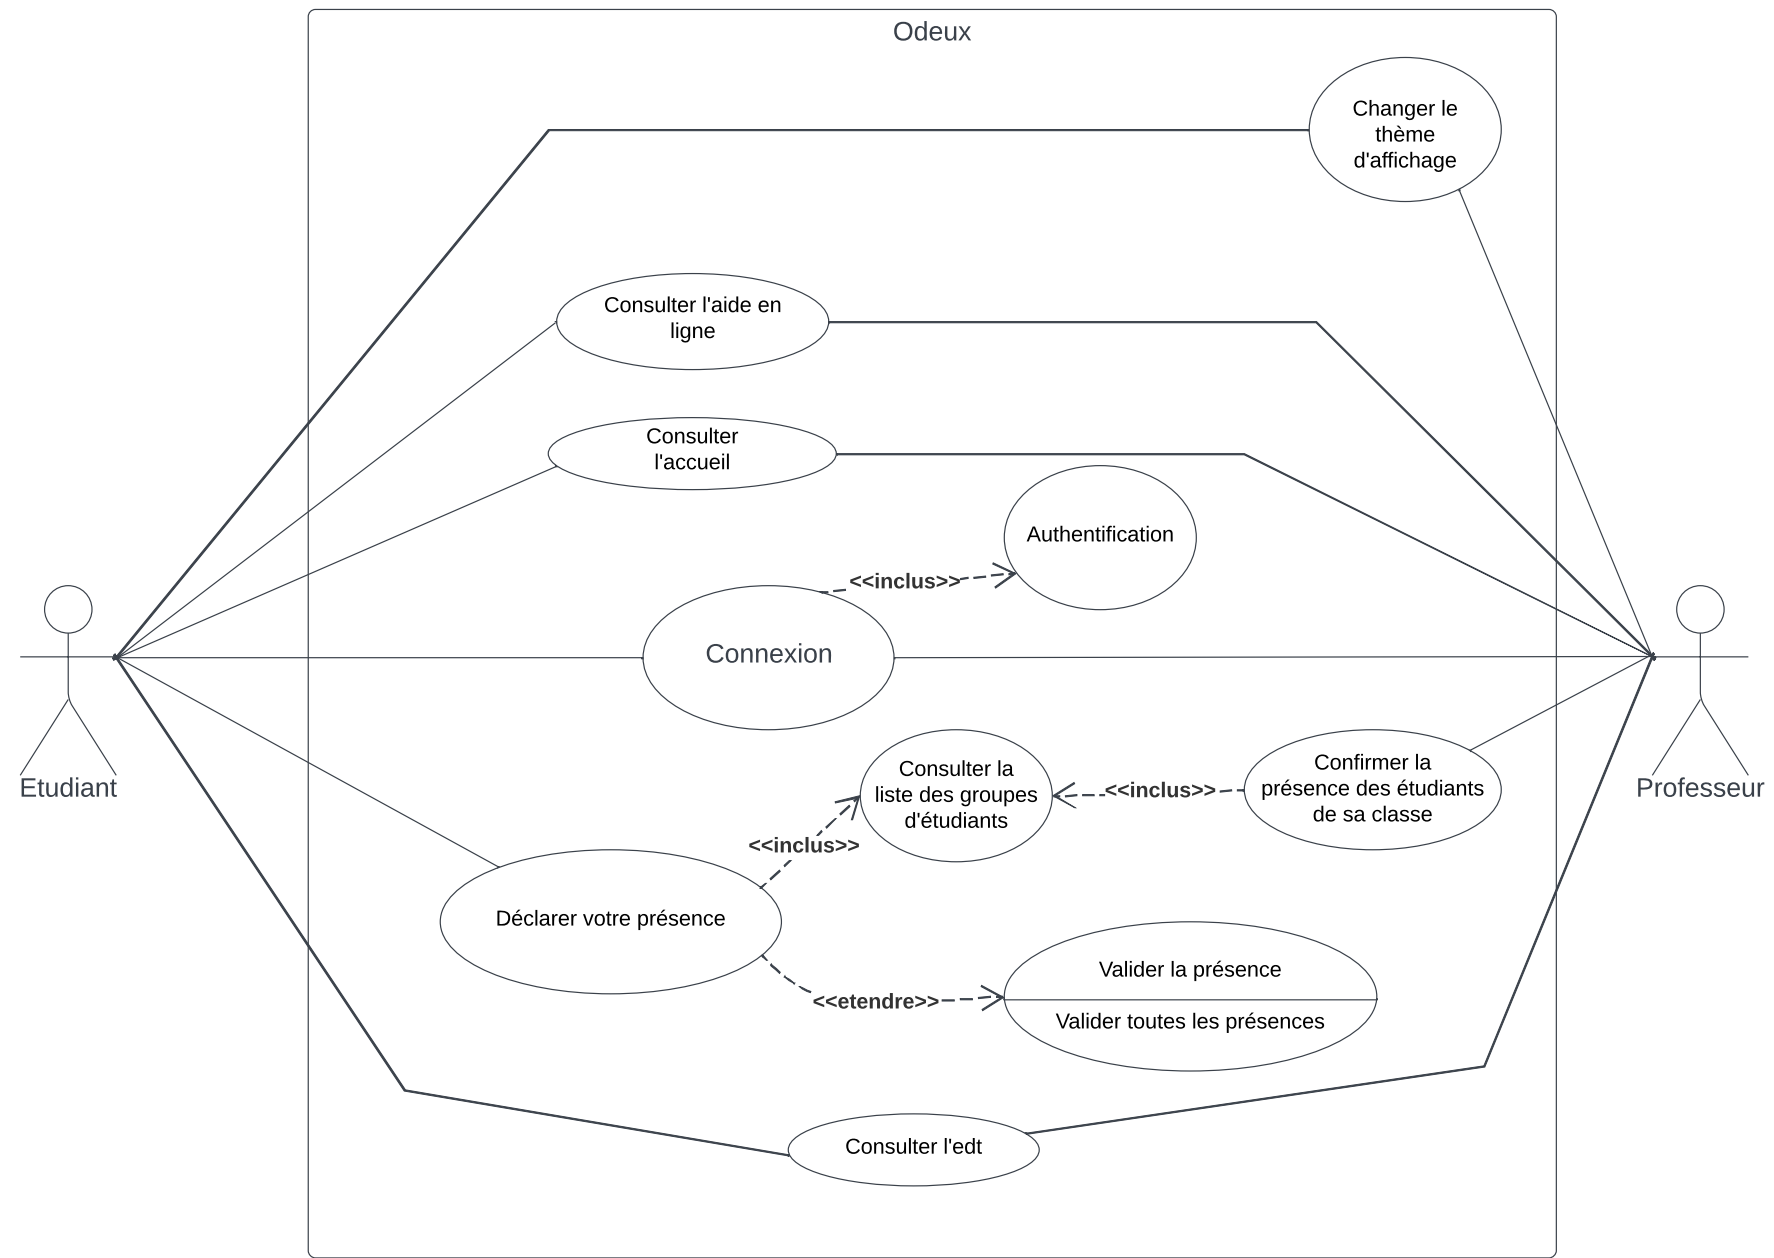 Odeux
Changer le
thème
d'affichage
Consulter l'aide en
ligne
Consulter
l'accueil
Authentification
<<inclus>>
Connexion
Etudiant
Professeur
Consulter la
liste des groupes
d'étudiants
<<inclus>>
Confirmer la
présence des étudiants
de sa classe
<<inclus>>
Déclarer votre présence
<<etendre>>
Valider la présence
Valider toutes les présences
Consulter l'edt